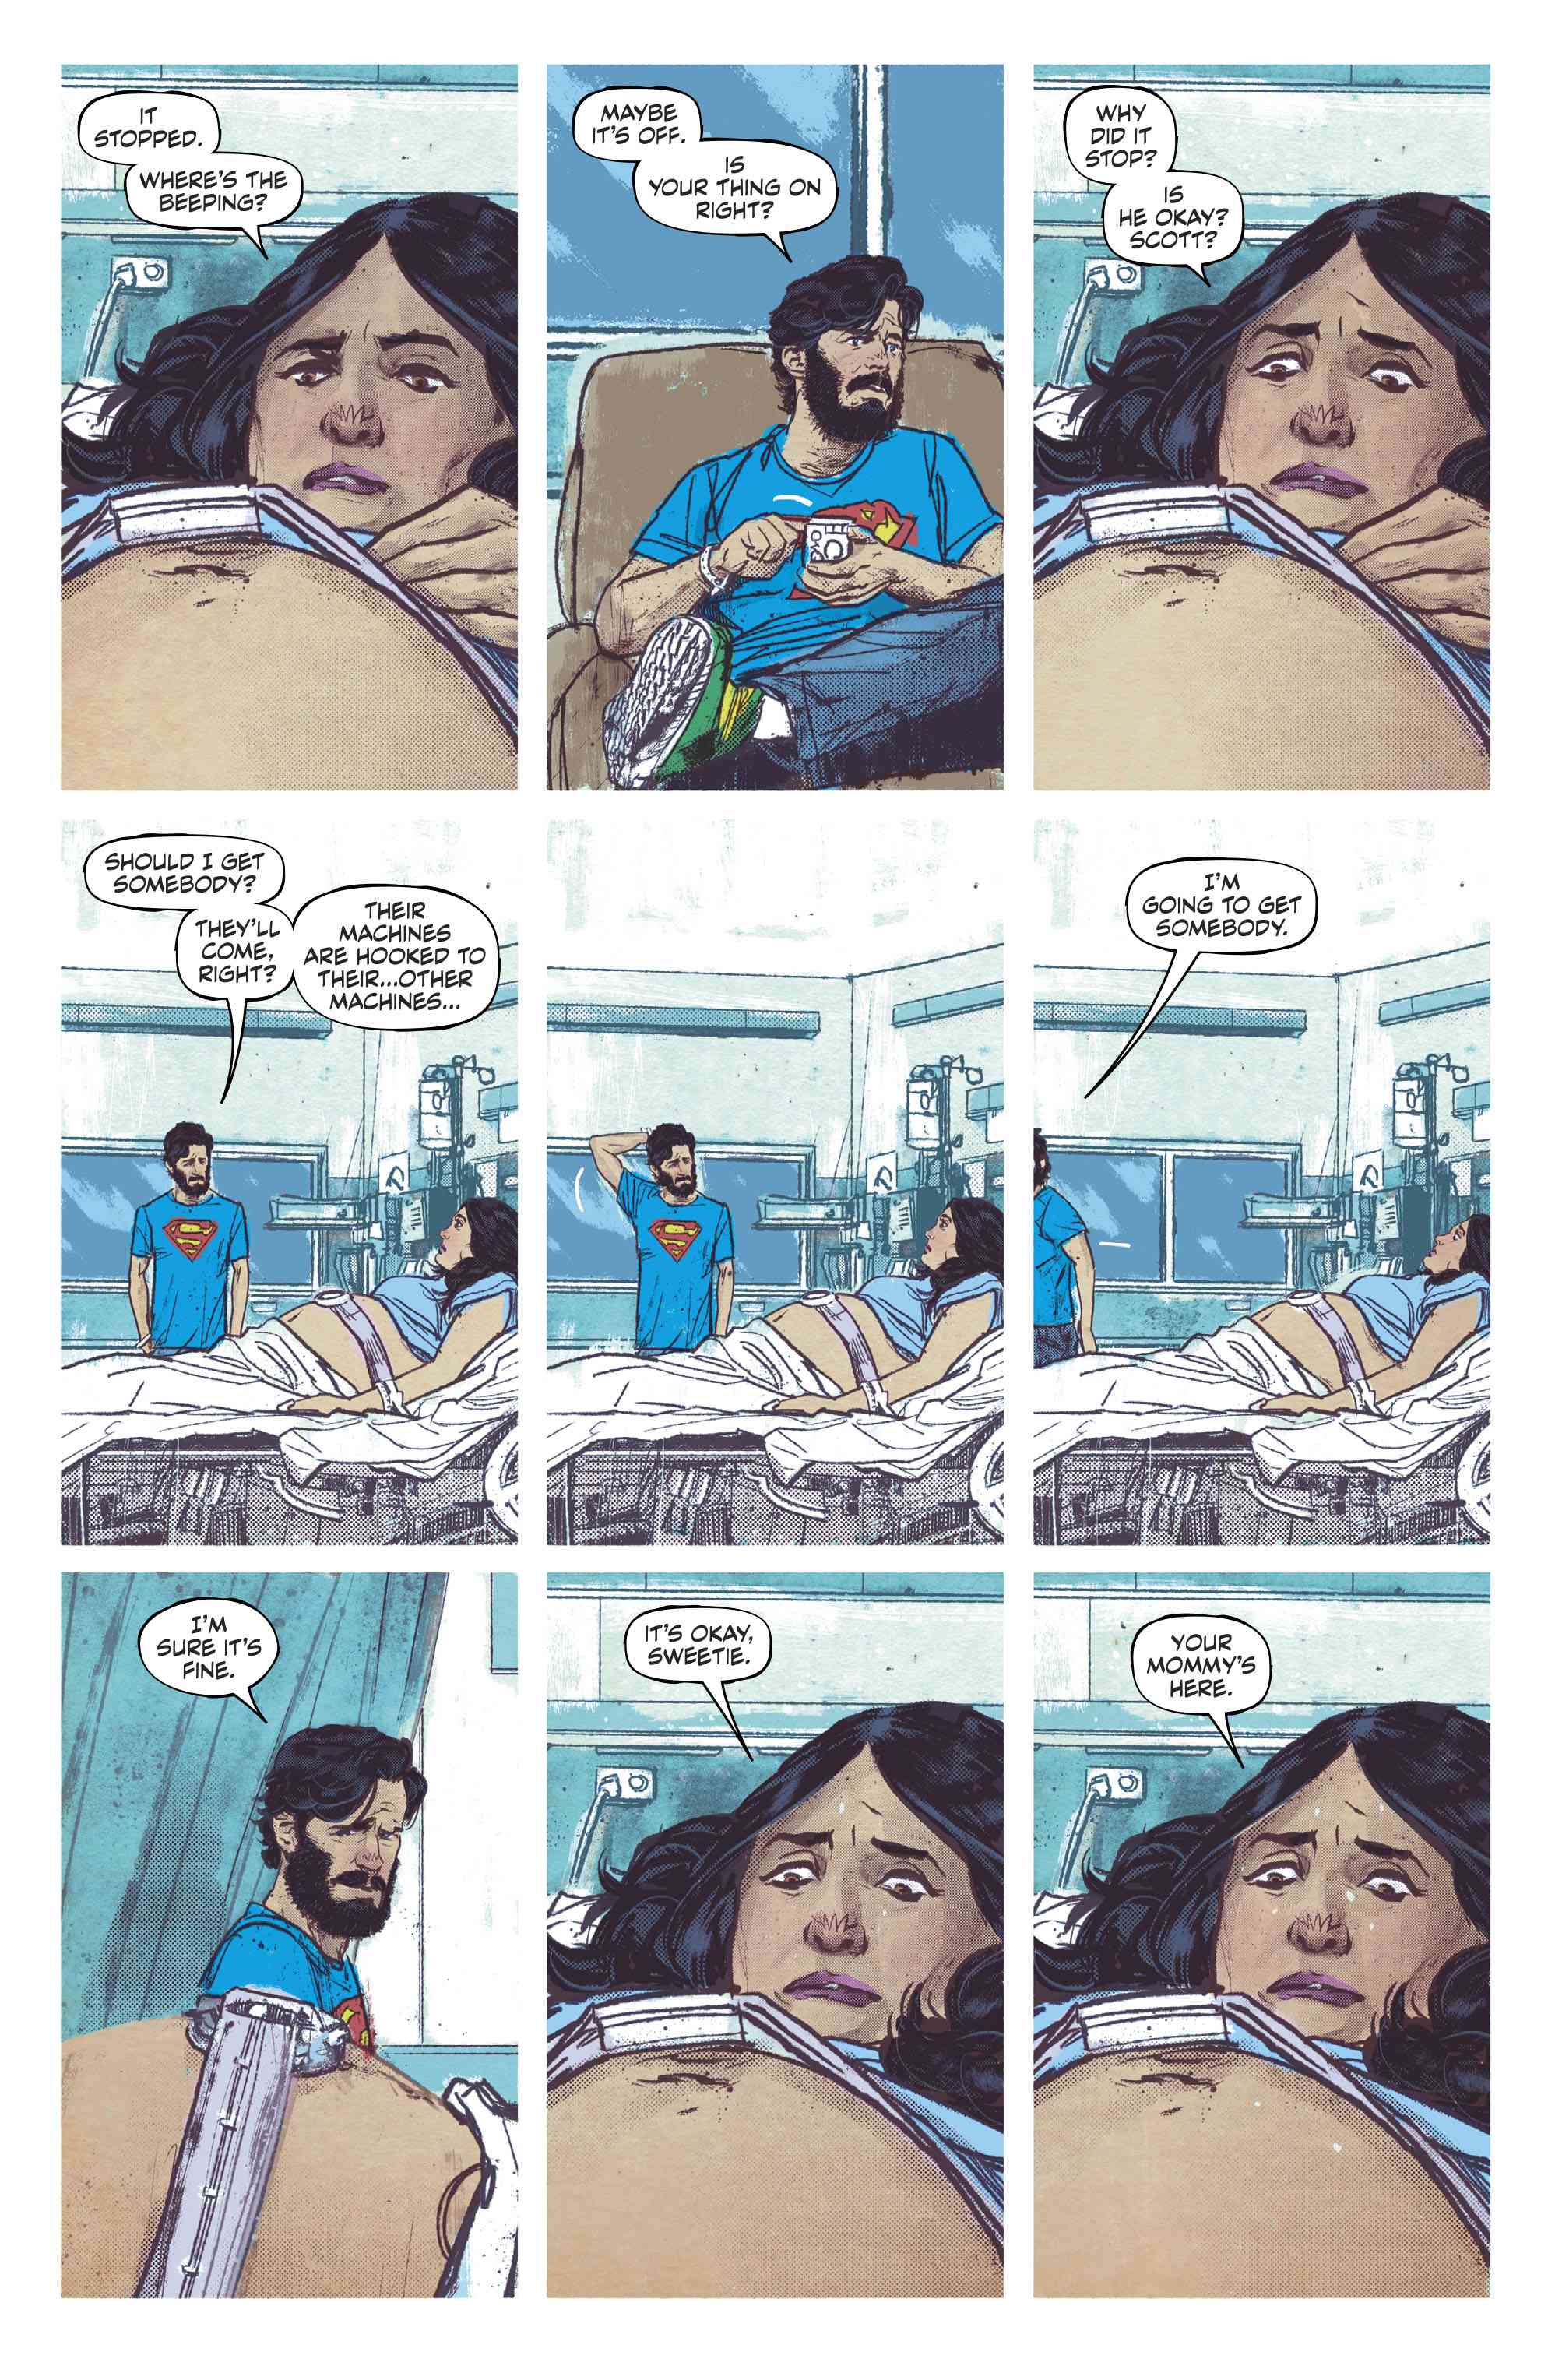 IT
STOPPED.
WHERE'S THE
BEEPING?
MAYBE
IT'S OFF.
IS
YOUR THING ON
RIGHT?
WHY
DID IT
STOP?
IS
HE OKAY?
SCOTT?
SHOULD I GET
SOMEBODY?
THEY'LL
COME,
RIGHT?
THEIR
MACHINES
ARE HOOKED TO
THEIR...OTHER
MACHINES...
I'M
GOING TO GET
SOMEBODY.
I'M
SURE IT'S
FINE.
IT'S OKAY,
SWEETIE.
YOUR
MOMMY'S
HERE.